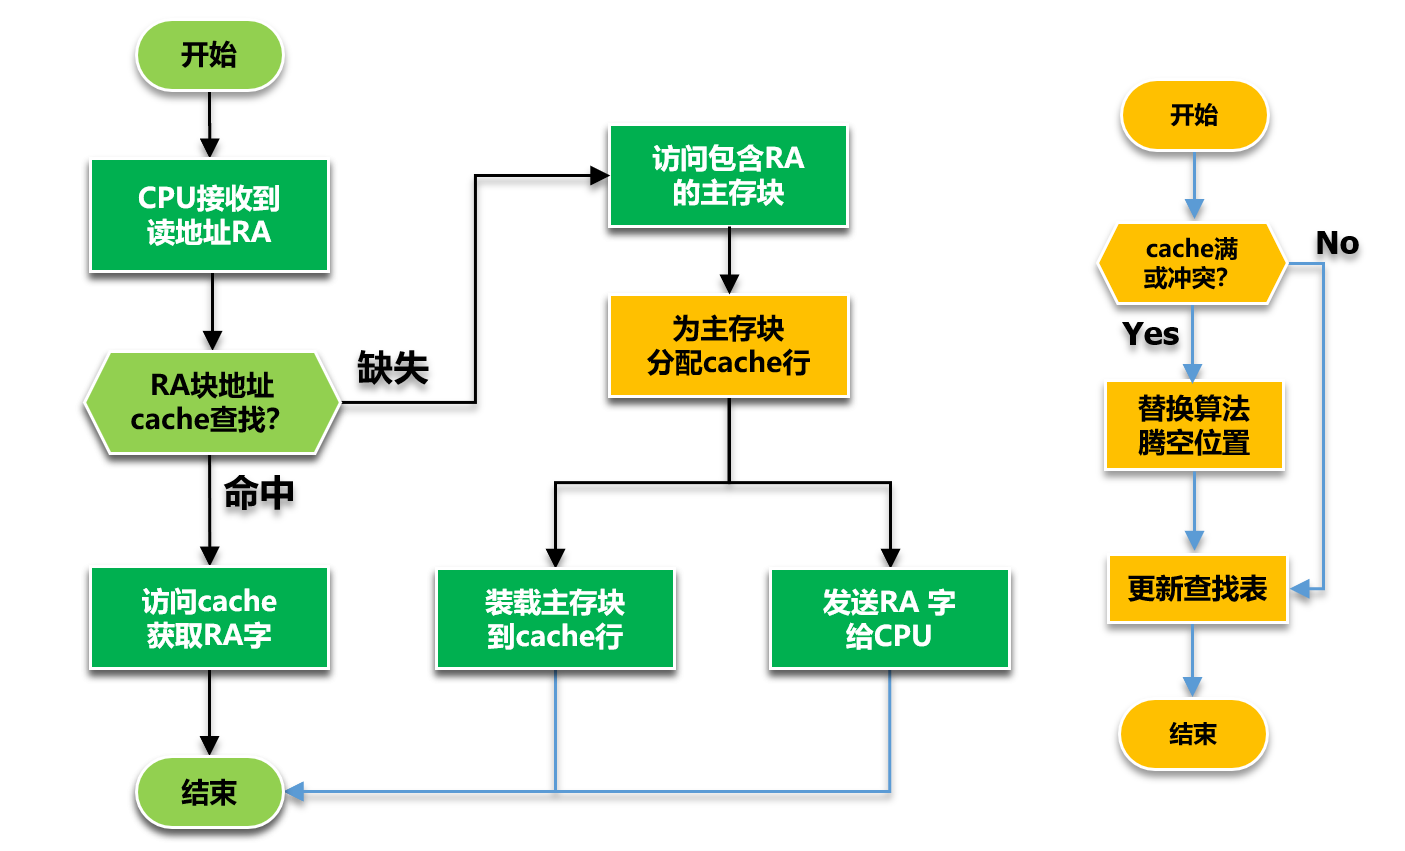 开始
CPU接收到
读地址RA
RA块地址
cache查找?
缺失
命中
访问cache
获取RA字
结束
访问包含RA
的主存块
为主存块
分配cache行
装载主存块
到cache行
发送RA 字
给CPU
开始
cache满
或冲突?
No
Yes
替换算法
腾空位置
更新查找表
结束